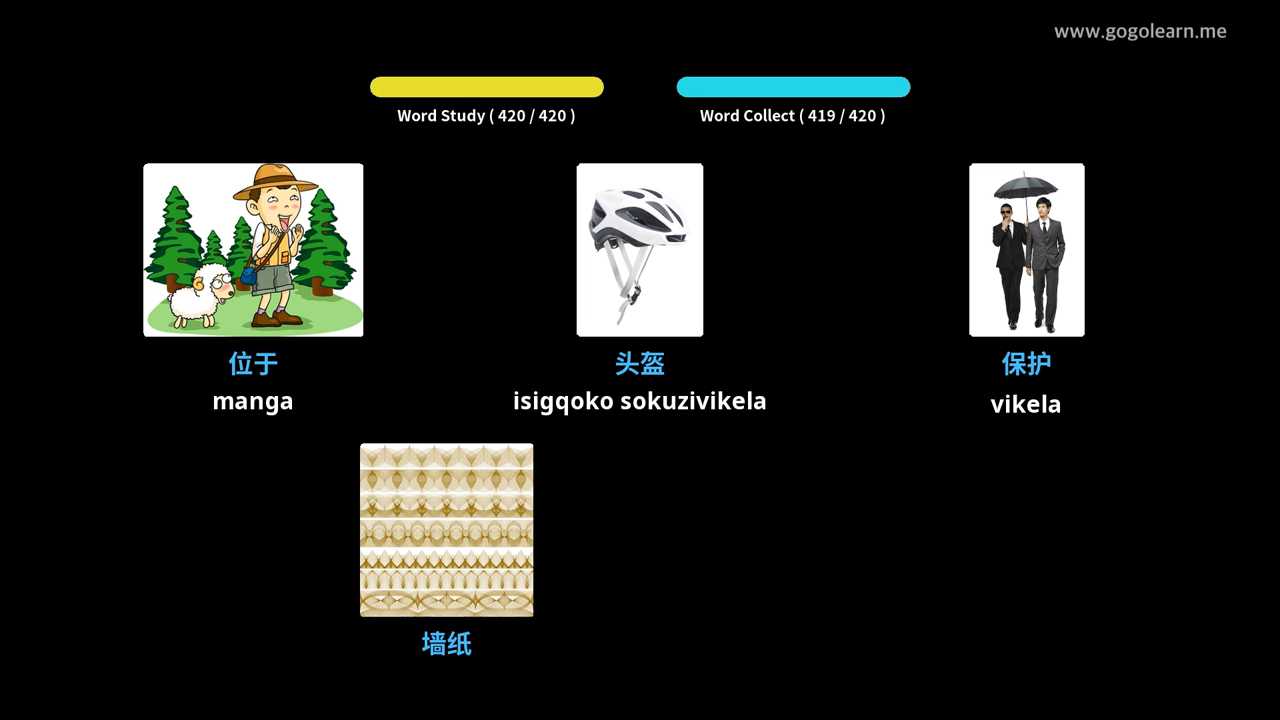 www.gogolearn.me
Word Study ( 420 / 420 )
Word Collect ( 419 / 420 )
位于
manga
头盔
isigqoko sokuzivikela
保护
vikela
墙纸